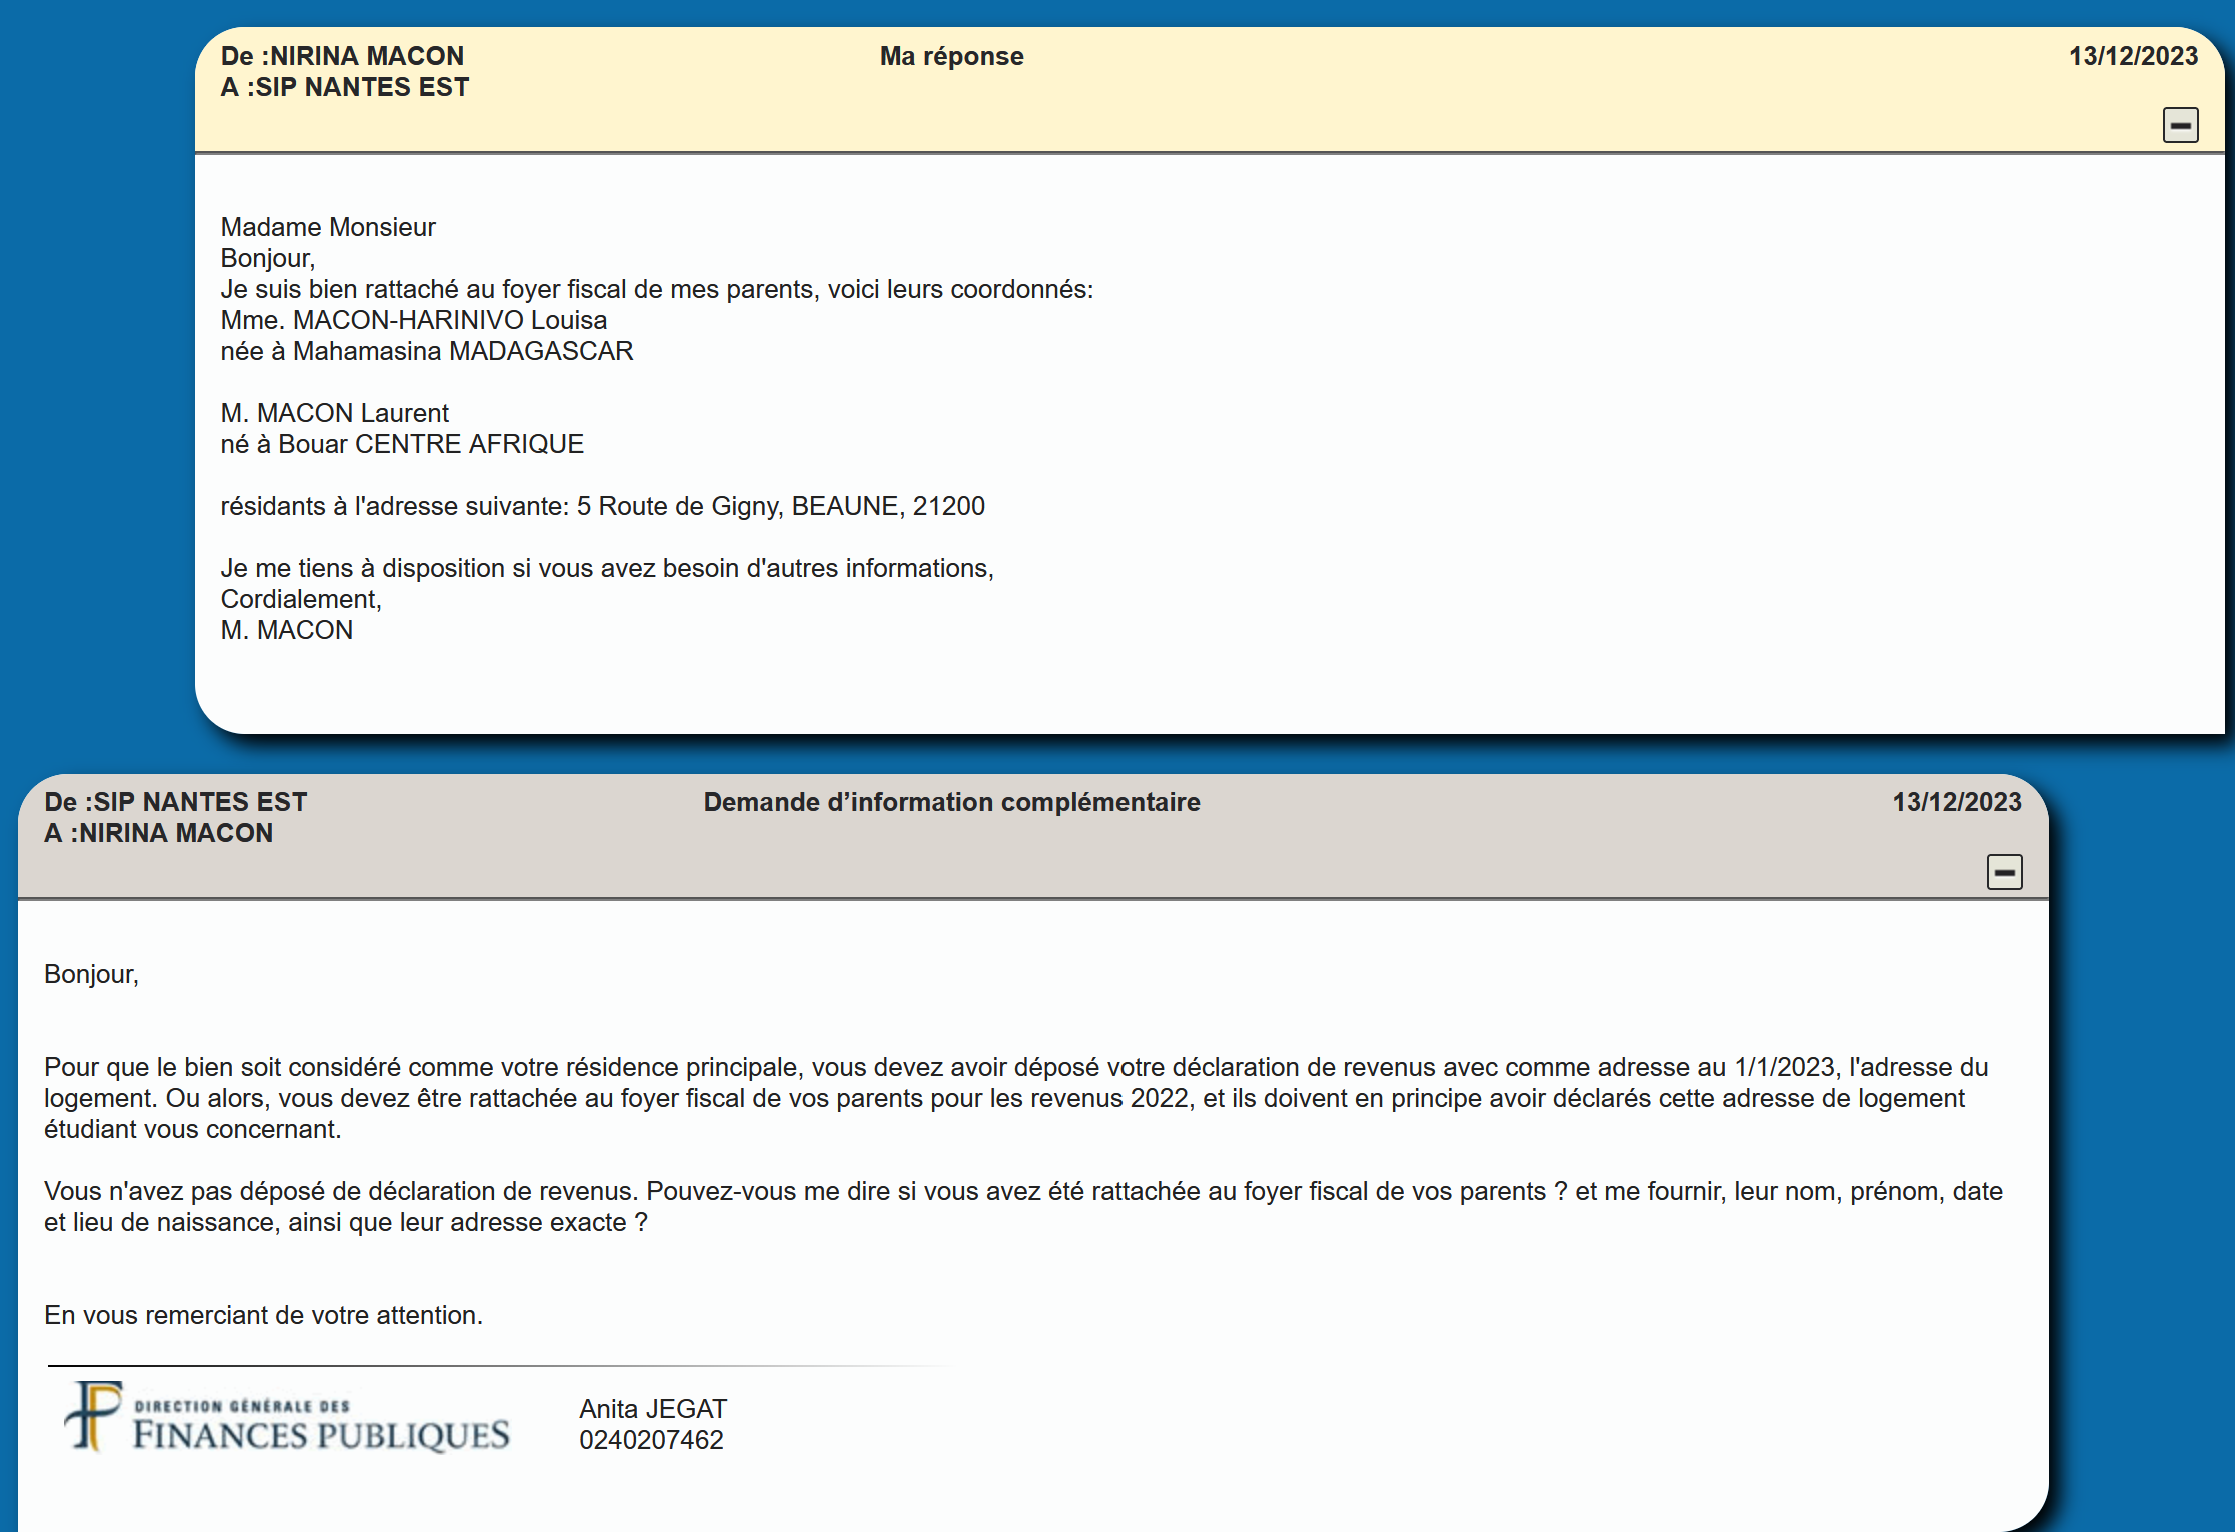 De :NIRINA MACON
A :SIP NANTES EST
Ma réponse
13/12/2023
Madame Monsieur
Bonjour,
Je suis bien rattaché au foyer fiscal de mes parents, voici leurs coordonnés:
Mme. MACON-HARINIVO Louisa
née à Mahamasina MADAGASCAR
M. MACON Laurent
né à Bouar CENTRE AFRIQUE
résidants à l'adresse suivante: 5 Route de Gigny, BEAUNE, 21200
Je me tiens à disposition si vous avez besoin d'autres informations,
Cordialement,
M. MACON
De :SIP NANTES EST
A :NIRINA MACON
Demande d’information complémentaire
13/12/2023
Bonjour,
Pour que le bien soit considéré comme votre résidence principale, vous devez avoir déposé votre déclaration de revenus avec comme adresse au 1/1/2023, l'adresse du
logement. Ou alors, vous devez être rattachée au foyer fiscal de vos parents pour les revenus 2022, et ils doivent en principe avoir déclarés cette adresse de logement
étudiant vous concernant.
Vous n'avez pas déposé de déclaration de revenus. Pouvez-vous me dire si vous avez été rattachée au foyer fiscal de vos parents ? et me fournir, leur nom, prénom, date
et lieu de naissance, ainsi que leur adresse exacte ?
En vous remerciant de votre attention.
DIRECTION GÉNÉRALE DES
FINANCES PUBLIQUES
Anita JEGAT
0240207462